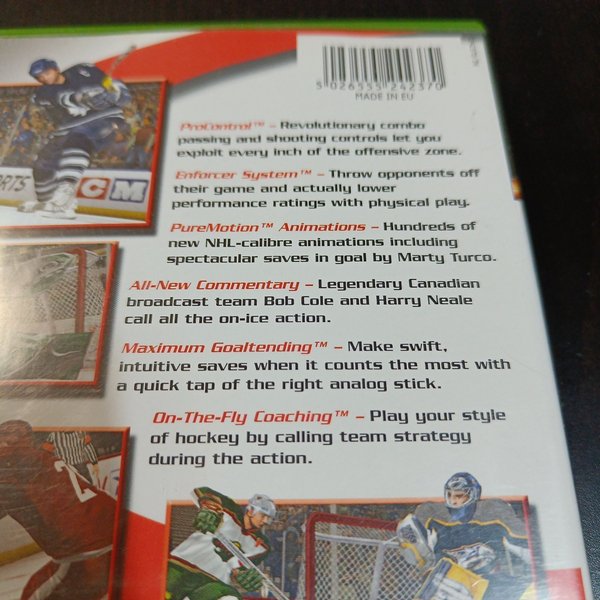 5 026555 242370
MADE IN EU
ProControl™ – Revolutionary combo
passing and shooting controls let you
exploit every inch of the offensive zone.
Enforcer System™ – Throw opponents off
their game and actually lower
performance ratings with physical play.
PureMotion™ Animations – Hundreds of
new NHL-calibre animations including
spectacular saves in goal by Marty Turco.
All-New Commentary – Legendary Canadian
broadcast team Bob Cole and Harry Neale
call all the on-ice action.
Maximum Goaltending™ – Make swift,
intuitive saves when it counts the most with
a quick tap of the right analog stick.
On-The-Fly Coaching™ – Play your style
of hockey by calling team strategy
during the action.
CCM